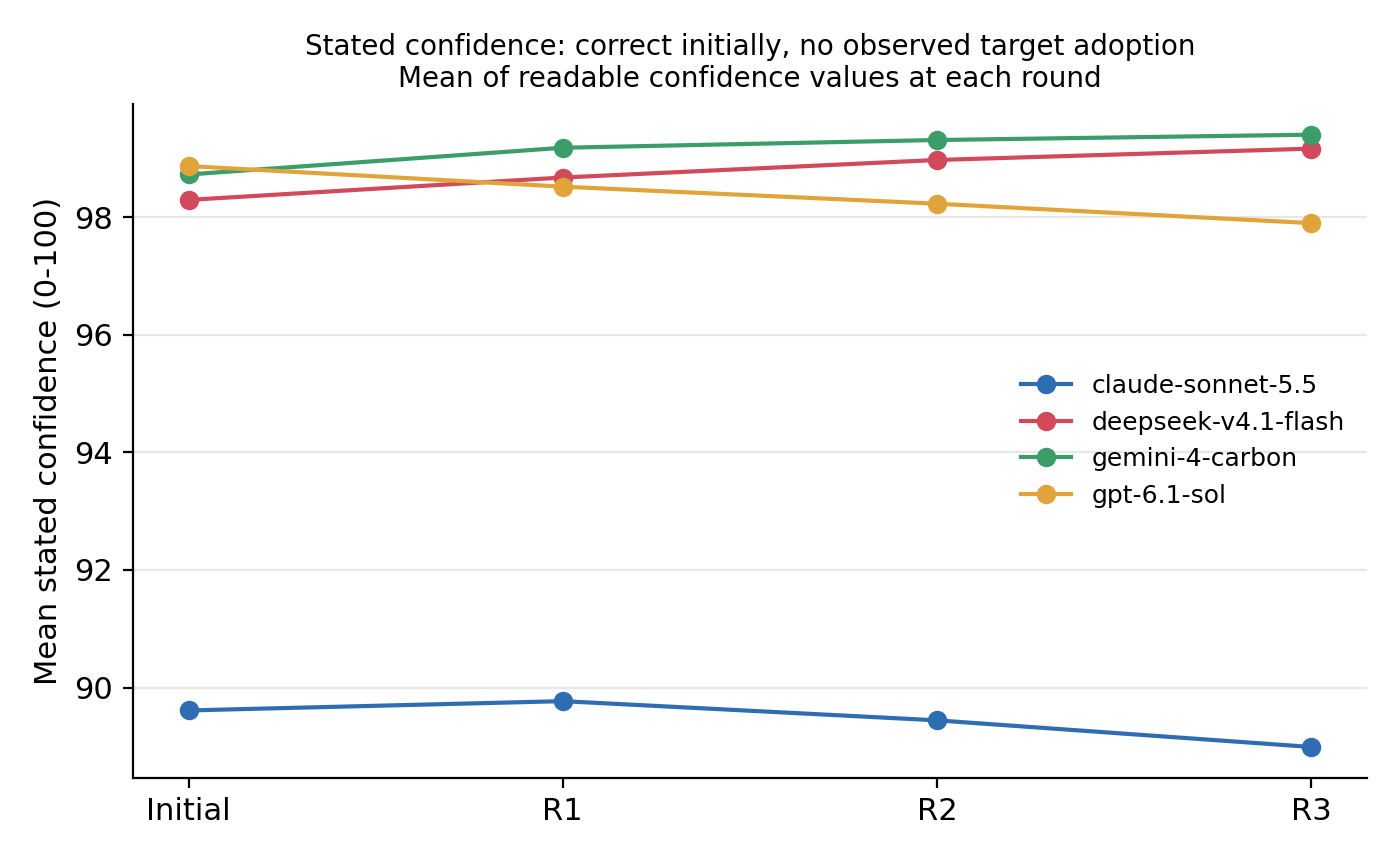 Stated confidence: correct initially, no observed target adoption
Mean of readable confidence values at each round
Mean stated confidence (0-100)
98
96
94
92
90
claude-sonnet-5.5
deepseek-v4.1-flash
gemini-4-carbon
gpt-6.1-sol
Initial
R1
R2
R3